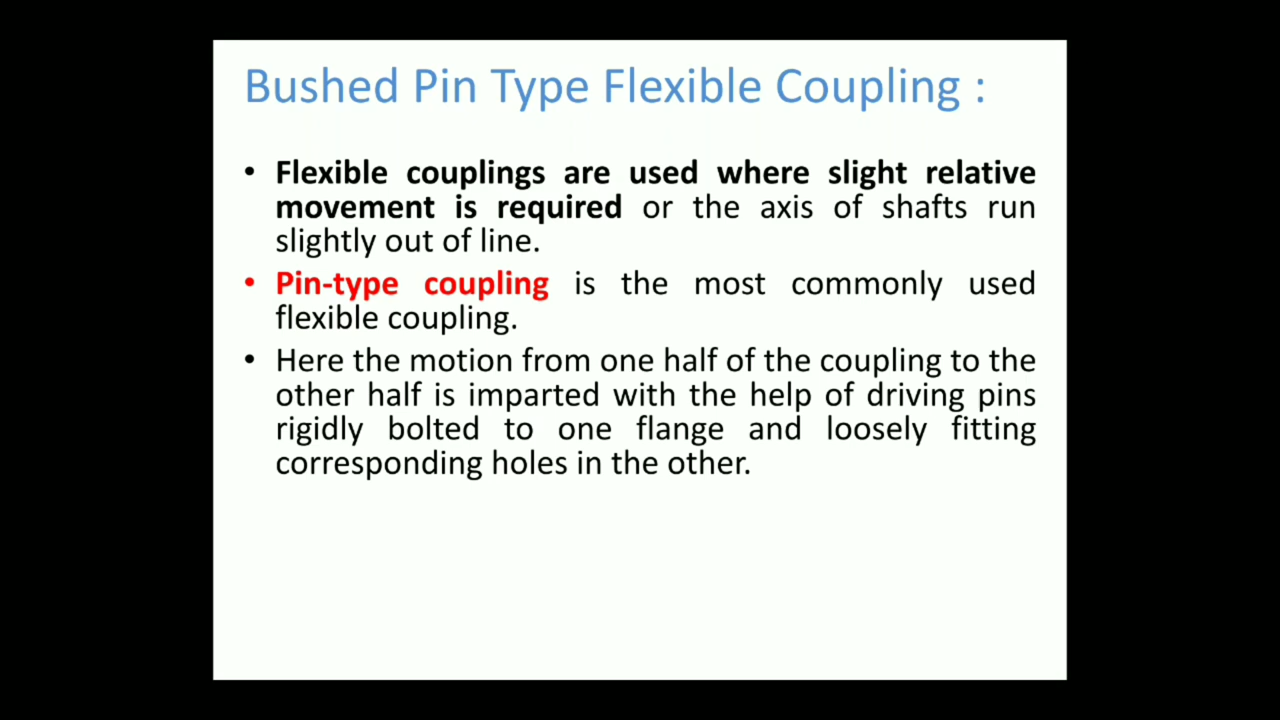 Bushed Pin Type Flexible Coupling :
• Flexible couplings are used where slight relative
movement is required or the axis of shafts run
slightly out of line.
• Pin-type coupling is the most commonly used
flexible coupling.
• Here the motion from one half of the coupling to the
other half is imparted with the help of driving pins
rigidly bolted to one flange and loosely fitting
corresponding holes in the other.